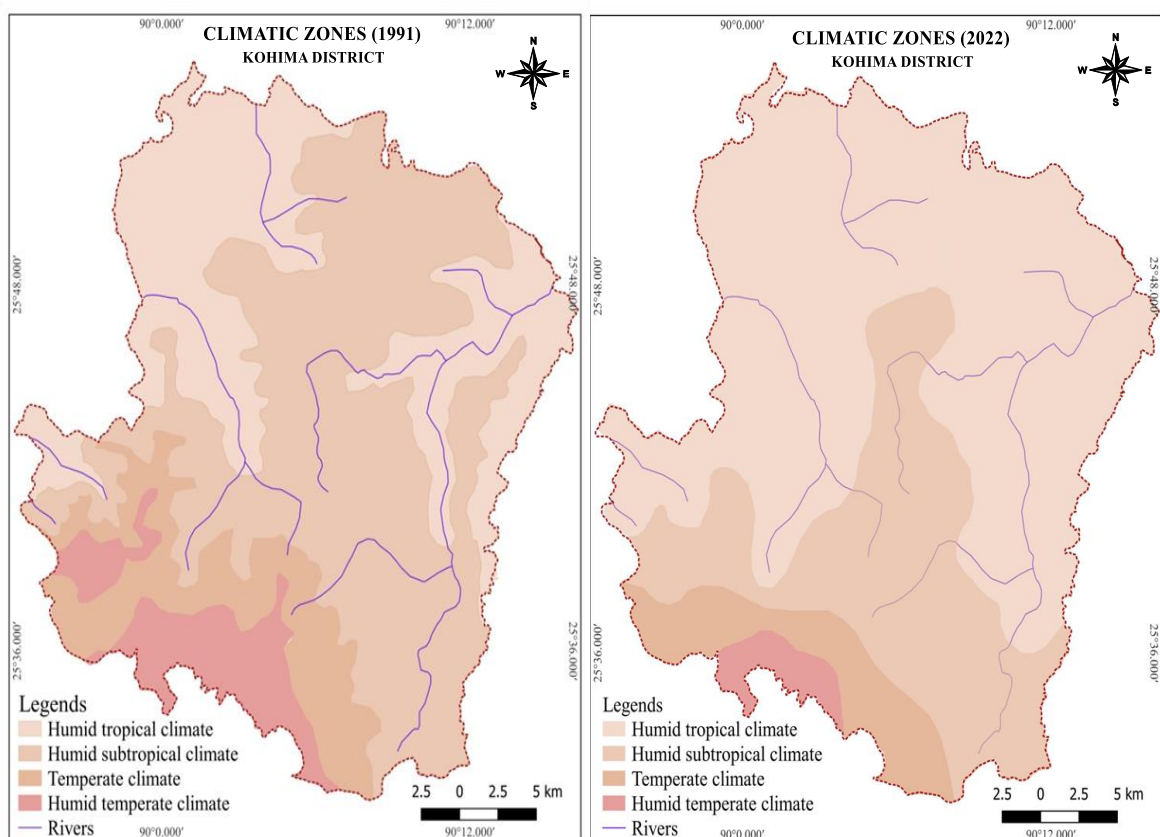 90°0.000′ 90°12.000′
CLIMATIC ZONES (1991)
KOHIMA DISTRICT
N
W E
S
25°48.000′
25°48.000′
25°36.000′
25°36.000′
Legends
Humid tropical climate
Humid subtropical climate
Temperate climate
Humid temperate climate
Rivers
2.5 0 2.5 5 km
90°0.000′ 90°12.000′
90°0.000′ 90°12.000′
CLIMATIC ZONES (2022)
KOHIMA DISTRICT
N
W E
S
25°48.000′
25°48.000′
25°36.000′
25°36.000′
Legends
Humid tropical climate
Humid subtropical climate
Temperate climate
Humid temperate climate
Rivers
2.5 0 2.5 5 km
90°0.000′ 90°12.000′